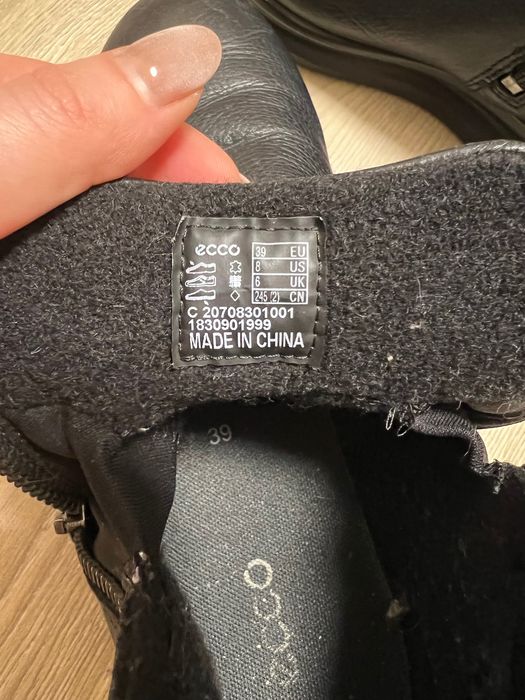 ecco
39 EU
8 US
6 UK
245 (2) CN
C 20708301001
1830901999
MADE IN CHINA
39
ecco